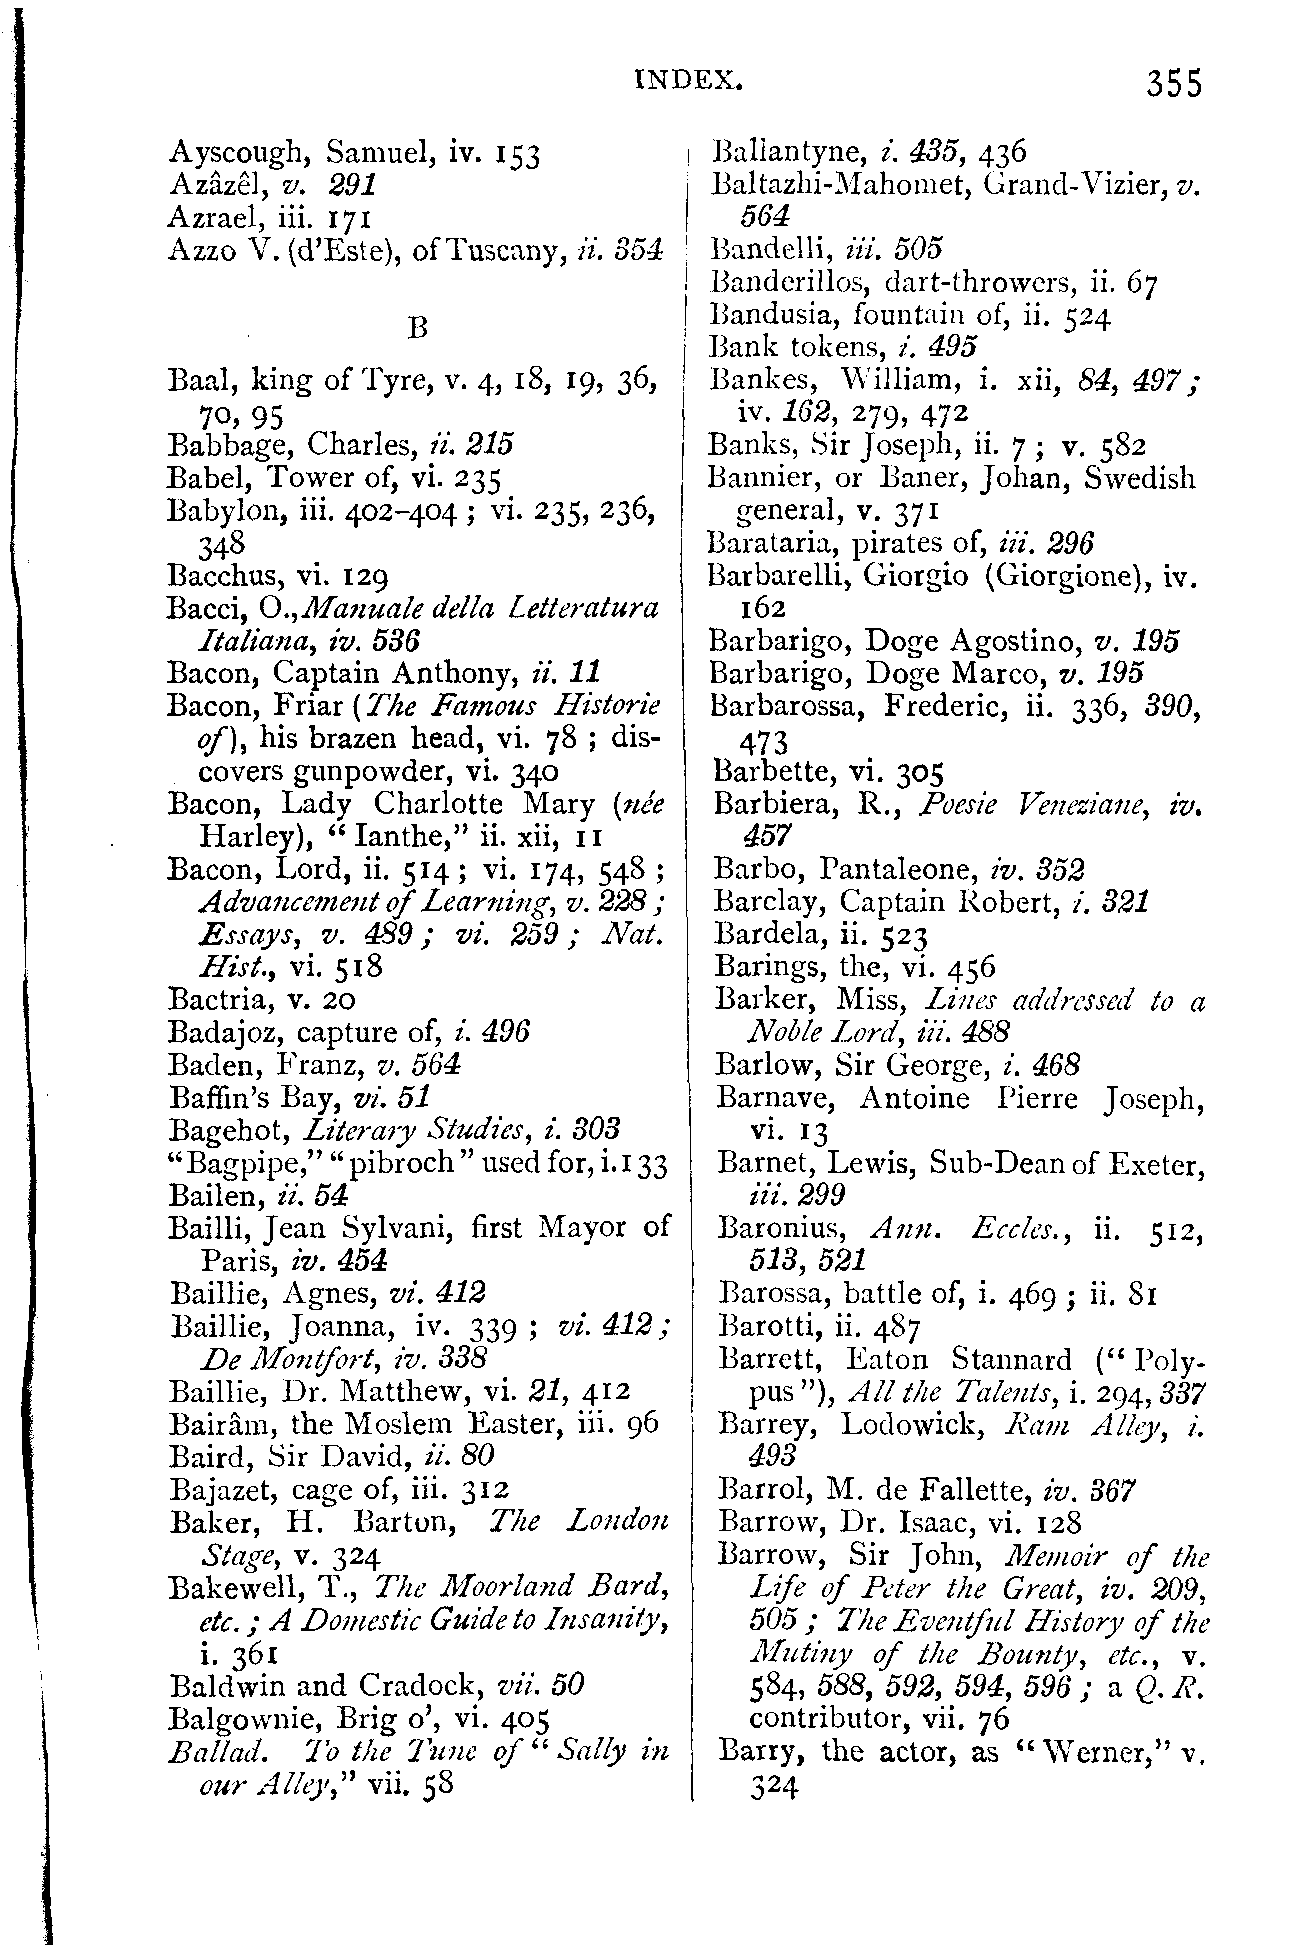 INDEX.
355
Ayscough, Samuel, iv. 153
Azâzêl, v. 291
Azrael, iii. 171
Azzo V. (d'Este), of Tuscany, ii. 354
B
Baal, king of Tyre, v. 4, 18, 19, 36,
70, 95
Babbage, Charles, ii. 215
Babel, Tower of, vi. 235
Babylon, iii. 402–404 ; vi. 235, 236,
348
Bacchus, vi. 129
Bacci, O., Manuale della Letteratura
Italiana, iv. 536
Bacon, Captain Anthony, ii. 11
Bacon, Friar (The Famous Historie
of), his brazen head, vi. 78 ; dis-
covers gunpowder, vi. 340
Bacon, Lady Charlotte Mary (née
Harley), “ Ianthe,” ii. xii, 11
Bacon, Lord, ii. 514 ; vi. 174, 548 ;
Advancement of Learning, v. 228 ;
Essays, v. 489 ; vi. 259 ; Nat.
Hist., vi. 518
Bactria, v. 20
Badajoz, capture of, i. 496
Baden, Franz, v. 564
Baffin's Bay, vi. 51
Bagehot, Literary Studies, i. 303
“Bagpipe,” “pibroch” used for, i. 133
Bailen, ii. 54
Bailli, Jean Sylvani, first Mayor of
Paris, iv. 454
Baillie, Agnes, vi. 412
Baillie, Joanna, iv. 339 ; vi. 412 ;
De Montfort, iv. 338
Baillie, Dr. Matthew, vi. 21, 412
Bairâm, the Moslem Easter, iii. 96
Baird, Sir David, ii. 80
Bajazet, cage of, iii. 312
Baker, H. Barton, The London
Stage, v. 324
Bakewell, T., The Moorland Bard,
etc. ; A Domestic Guide to Insanity,
i. 361
Baldwin and Cradock, vii. 50
Balgownie, Brig o', vi. 405
Ballad. To the Tune of “ Sally in
our Alley,” vii. 58
Ballantyne, i. 435, 436
Baltazhi-Mahomet, Grand-Vizier, v.
564
Bandelli, iii. 505
Banderillos, dart-throwers, ii. 67
Bandusia, fountain of, ii. 524
Bank tokens, i. 495
Bankes, William, i. xii, 84, 497 ;
iv. 162, 279, 472
Banks, Sir Joseph, ii. 7 ; v. 582
Bannier, or Baner, Johan, Swedish
general, v. 371
Barataria, pirates of, iii. 296
Barbarelli, Giorgio (Giorgione), iv.
162
Barbarigo, Doge Agostino, v. 195
Barbarigo, Doge Marco, v. 195
Barbarossa, Frederic, ii. 336, 390,
473
Barbette, vi. 305
Barbiera, R., Poesie Veneziane, iv.
457
Barbo, Pantaleone, iv. 352
Barclay, Captain Robert, i. 321
Bardela, ii. 523
Barings, the, vi. 456
Barker, Miss, Lines addressed to a
Noble Lord, iii. 488
Barlow, Sir George, i. 468
Barnave, Antoine Pierre Joseph,
vi. 13
Barnet, Lewis, Sub-Dean of Exeter,
iii. 299
Baronius, Ann. Eccles., ii. 512,
513, 521
Barossa, battle of, i. 469 ; ii. 81
Barotti, ii. 487
Barrett, Eaton Stannard (“ Poly-
pus”), All the Talents, i. 294, 337
Barrey, Lodowick, Ram Alley, i.
493
Barrol, M. de Fallette, iv. 367
Barrow, Dr. Isaac, vi. 128
Barrow, Sir John, Memoir of the
Life of Peter the Great, iv. 209,
505 ; The Eventful History of the
Mutiny of the Bounty, etc., v.
584, 588, 592, 594, 596 ; a Q. R.
contributor, vii. 76
Barry, the actor, as “Werner,” v.
324